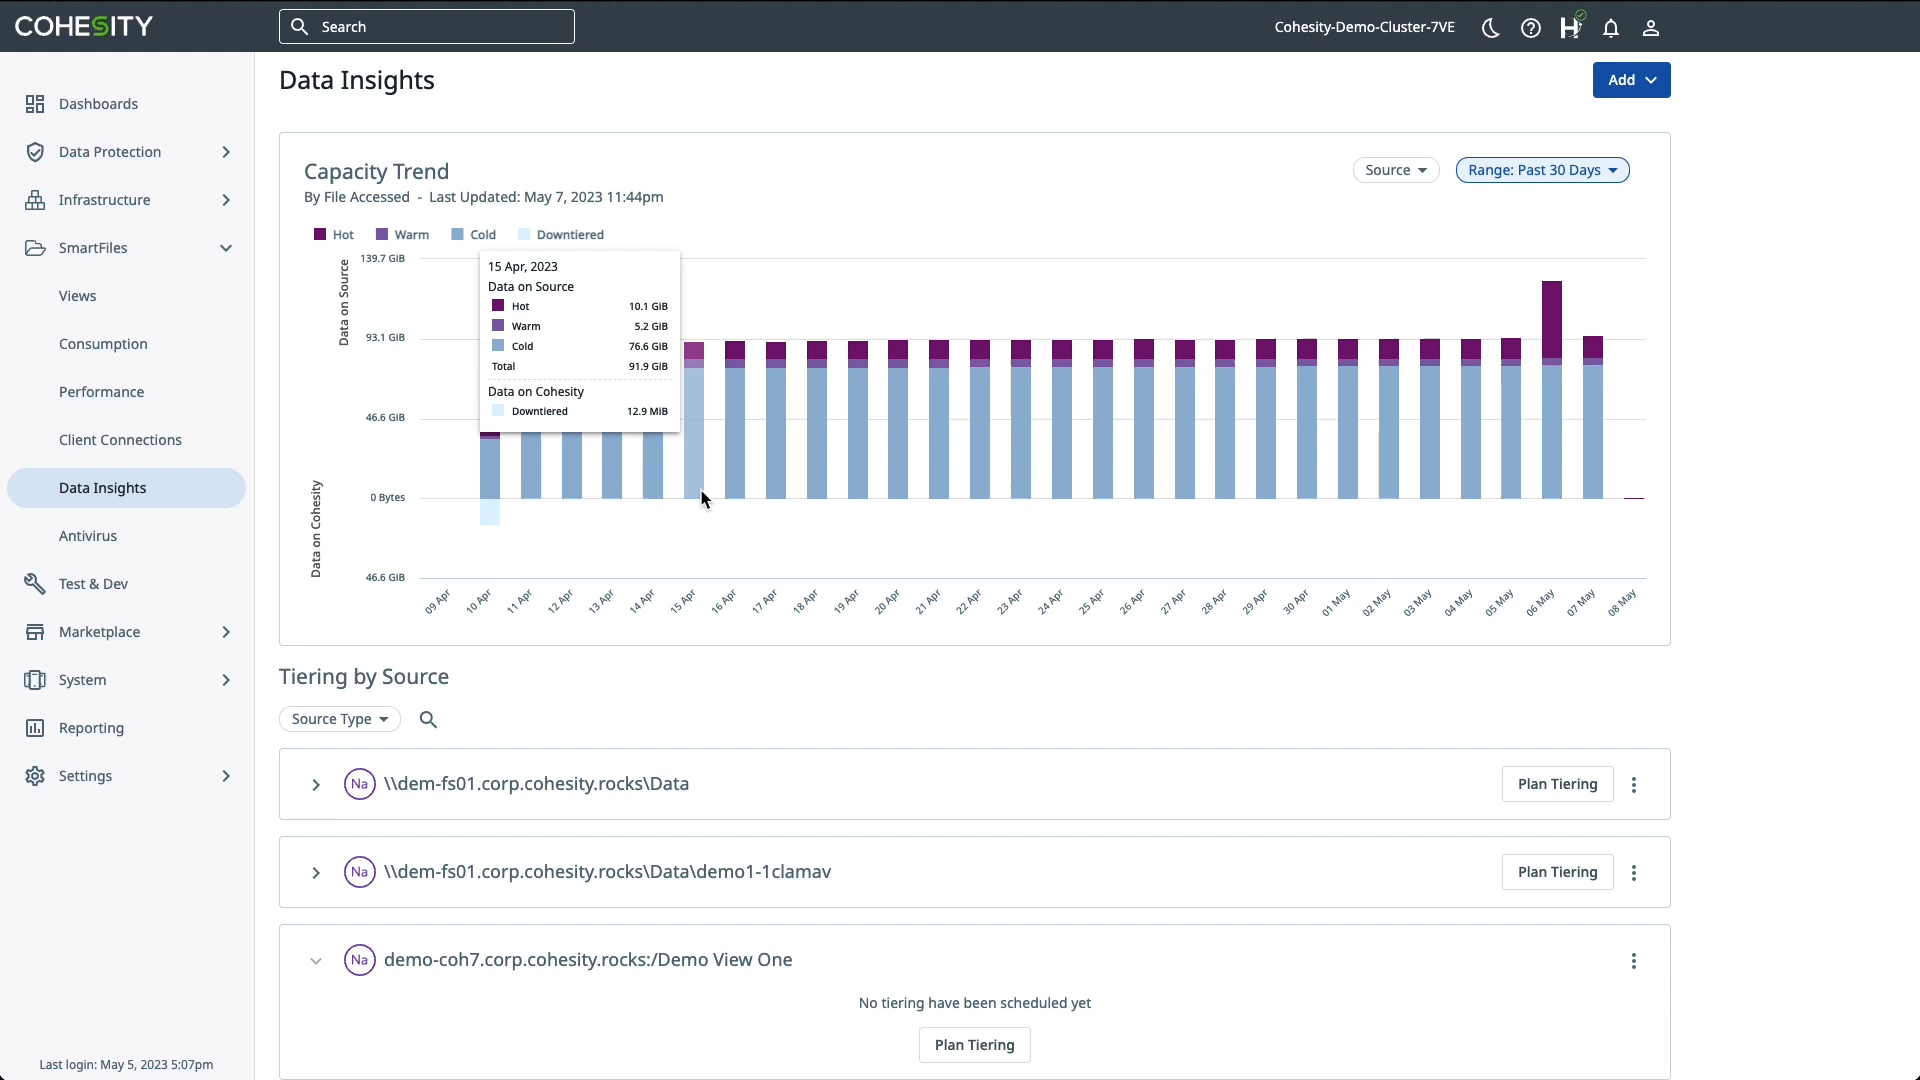 COHESITY
Search
Cohesity-Demo-Cluster-7VE
Dashboards
Data Protection
Infrastructure
SmartFiles
Views
Consumption
Performance
Client Connections
Data Insights
Antivirus
Test & Dev
Marketplace
System
Reporting
Settings
Last login: May 5, 2023 5:07pm
Data Insights
Add
Capacity Trend
By File Accessed - Last Updated: May 7, 2023 11:44pm
Source
Range: Past 30 Days
Hot
Warm
Cold
Downtiered
Data on Source
Data on Cohesity
139.7 GiB
93.1 GiB
46.6 GiB
0 Bytes
46.6 GiB
15 Apr, 2023
Data on Source
Hot 10.1 GiB
Warm 5.2 GiB
Cold 76.6 GiB
Total 91.9 GiB
Data on Cohesity
Downtiered 12.9 MiB
09 Apr
10 Apr
11 Apr
12 Apr
13 Apr
14 Apr
15 Apr
16 Apr
17 Apr
18 Apr
19 Apr
20 Apr
21 Apr
22 Apr
23 Apr
24 Apr
25 Apr
26 Apr
27 Apr
28 Apr
29 Apr
30 Apr
01 May
02 May
03 May
04 May
05 May
06 May
07 May
08 May
Tiering by Source
Source Type
Na \\dem-fs01.corp.cohesity.rocks\Data
Plan Tiering
Na \\dem-fs01.corp.cohesity.rocks\Data\demo1-1clamav
Plan Tiering
Na demo-coh7.corp.cohesity.rocks:/Demo View One
No tiering have been scheduled yet
Plan Tiering